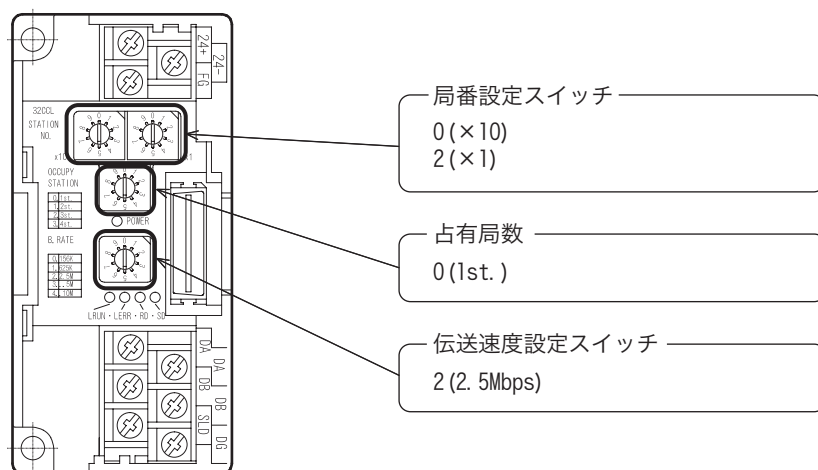 24+
24-
FG
32CCL
STATION
NO.
x10
x1
OCCUPY
STATION
0.1st.
1.2st.
2.3st.
3.4st.
POWER
B.RATE
0.156K
1.625K
2.2.5M
3...5M
4..10M
LRUN・LERR・RD・SD
DA
DA
DB
DB
SLD
DG
局番設定スイッチ
0(×10)
2(×1)
占有局数
0(1st.)
伝送速度設定スイッチ
2(2.5Mbps)